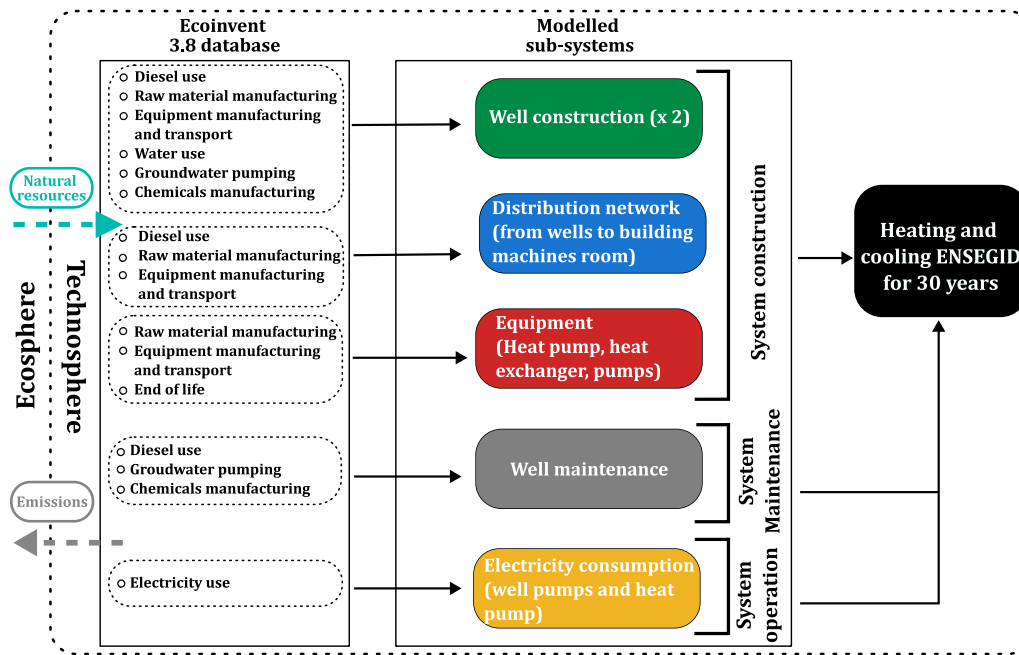 Ecoinvent
3.8 database
Modelled
sub-systems
Diesel use
Raw material manufacturing
Equipment manufacturing
and transport
Water use
Groundwater pumping
Chemicals manufacturing
Well construction (x 2)
Natural
resources
Diesel use
Raw material manufacturing
Equipment manufacturing
and transport
Distribution network
(from wells to building
machines room)
System construction
Heating and
cooling ENSEGID
for 30 years
Ecosphere
Technosphere
Raw material manufacturing
Equipment manufacturing
and transport
End of life
Equipment
(Heat pump, heat
exchanger, pumps)
Diesel use
Groudwater pumping
Chemicals manufacturing
Well maintenance
System
Maintenance
Emissions
Electricity use
Electricity consumption
(well pumps and heat
pump)
System
operation